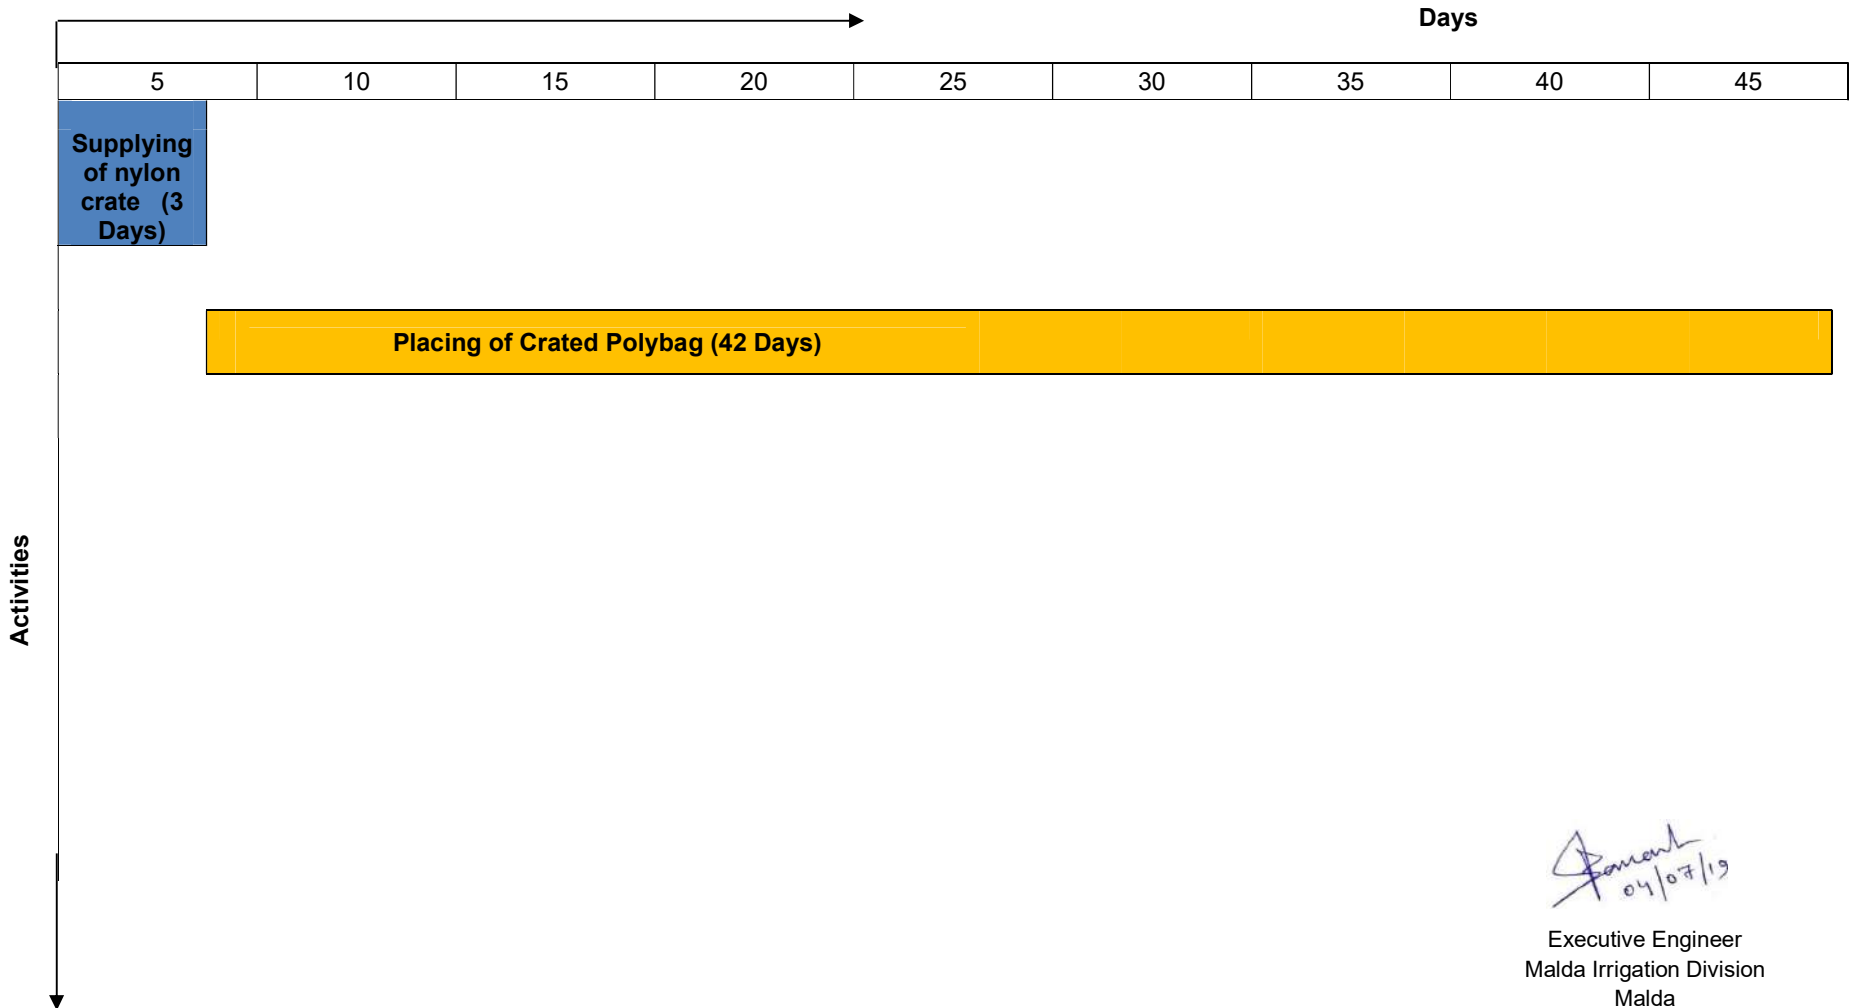 Days
5 10 15 20 25 30 35 40 45
Supplying
of nylon
crate (3
Days)
Placing of Crated Polybag (42 Days)
Activities
04/07/19
Executive Engineer
Malda Irrigation Division
Malda